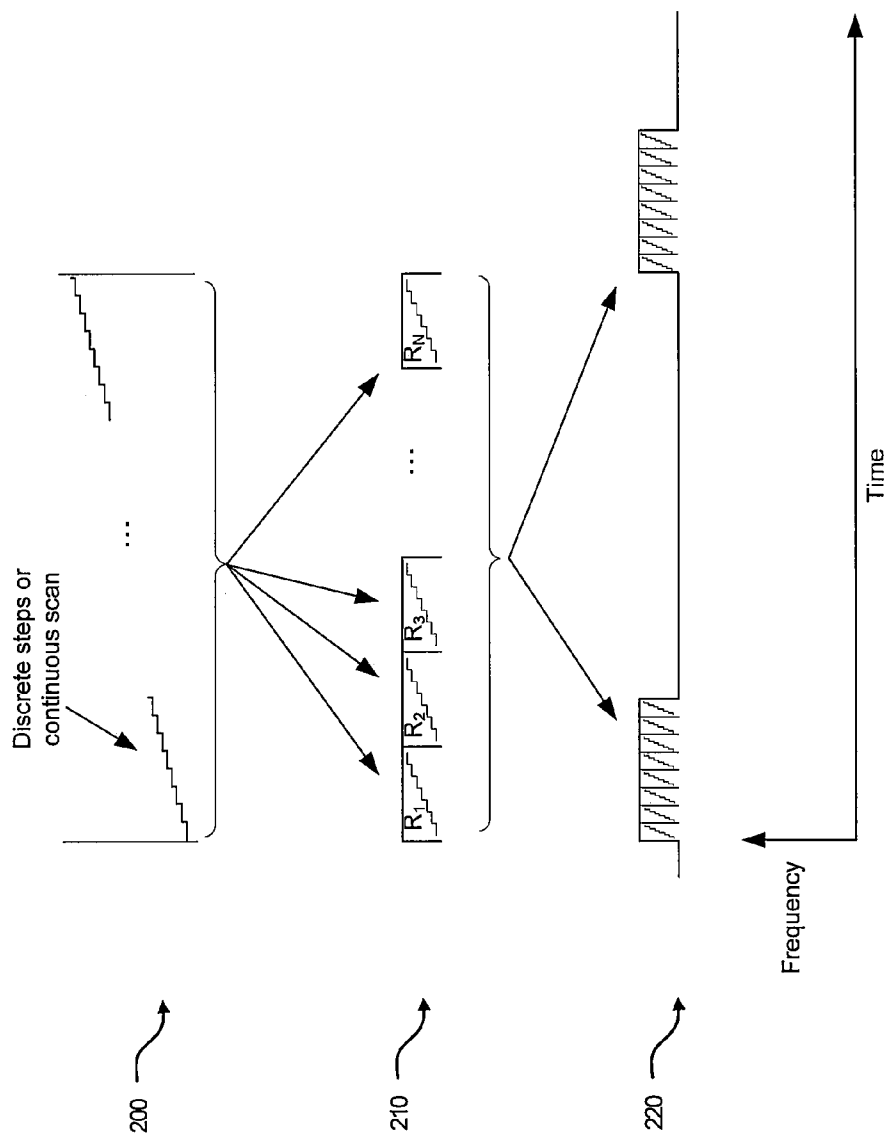 Discrete steps or
continuous scan
...
200
R1 R2 R3 ... RN
210
220
Frequency
Time